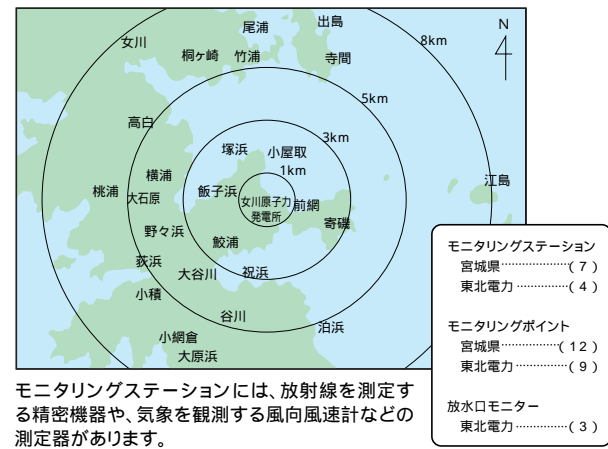 尾浦
出島
N
女川
8km
桐ヶ崎
竹浦
寺間
5km
高白
3km
塚浜
小屋取
1km
横浦
江島
桃浦
大石原
飯子浜
女川原子力
発電所
前網
寄磯
野々浜
鮫浦
荻浜
大谷川
祝浜
小積
谷川
泊浜
小網倉
大原浜
モニタリングステーション
宮城県………………(7)
東北電力……………(4)
モニタリングポイント
宮城県………………(12)
東北電力……………(9)
放水口モニター
東北電力……………(3)
モニタリングステーションには、放射線を測定す
る精密機器や、気象を観測する風向風速計などの
測定器があります。